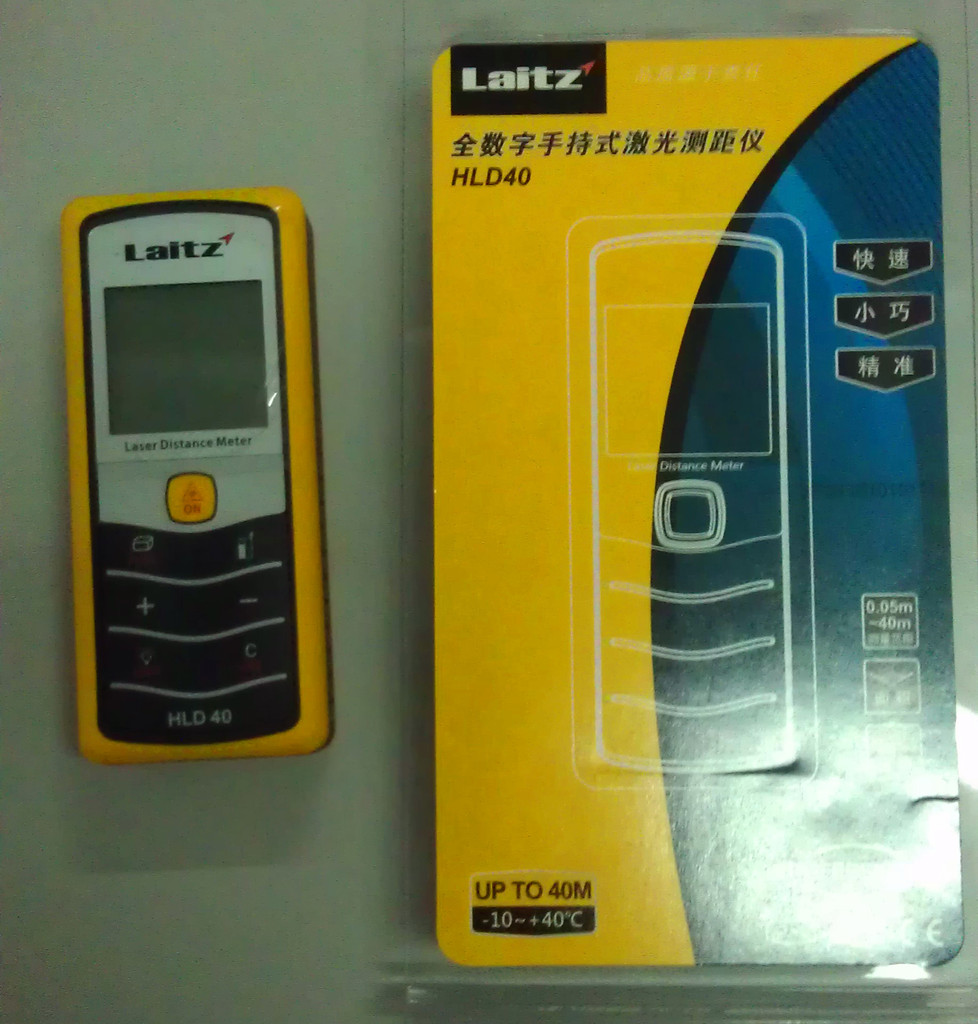 Laitz
Laser Distance Meter
ON
+ −
C
HLD 40
Laitz
全数字手持式激光测距仪
HLD40
快速
小巧
精准
Laser Distance Meter
0.05m
~40m
UP TO 40M
-10~+40℃
CE